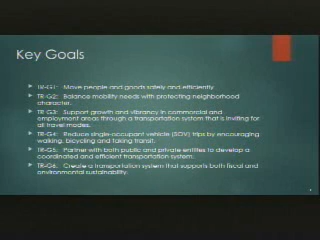 Key Goals
TR-G1: Move people and goods safely and efficiently.
TR-G2: Balance mobility needs with protecting neighborhood
character.
TR-G3: Support growth and vibrancy in commercial and
employment areas through a transportation system that is inviting for
all travel modes.
TR-G4: Reduce single-occupant vehicle (SOV) trips by encouraging
walking, bicycling and taking transit.
TR-G5: Partner with both public and private entities to develop a
coordinated and efficient transportation system.
TR-G6: Create a transportation system that supports both fiscal and
environmental sustainability.